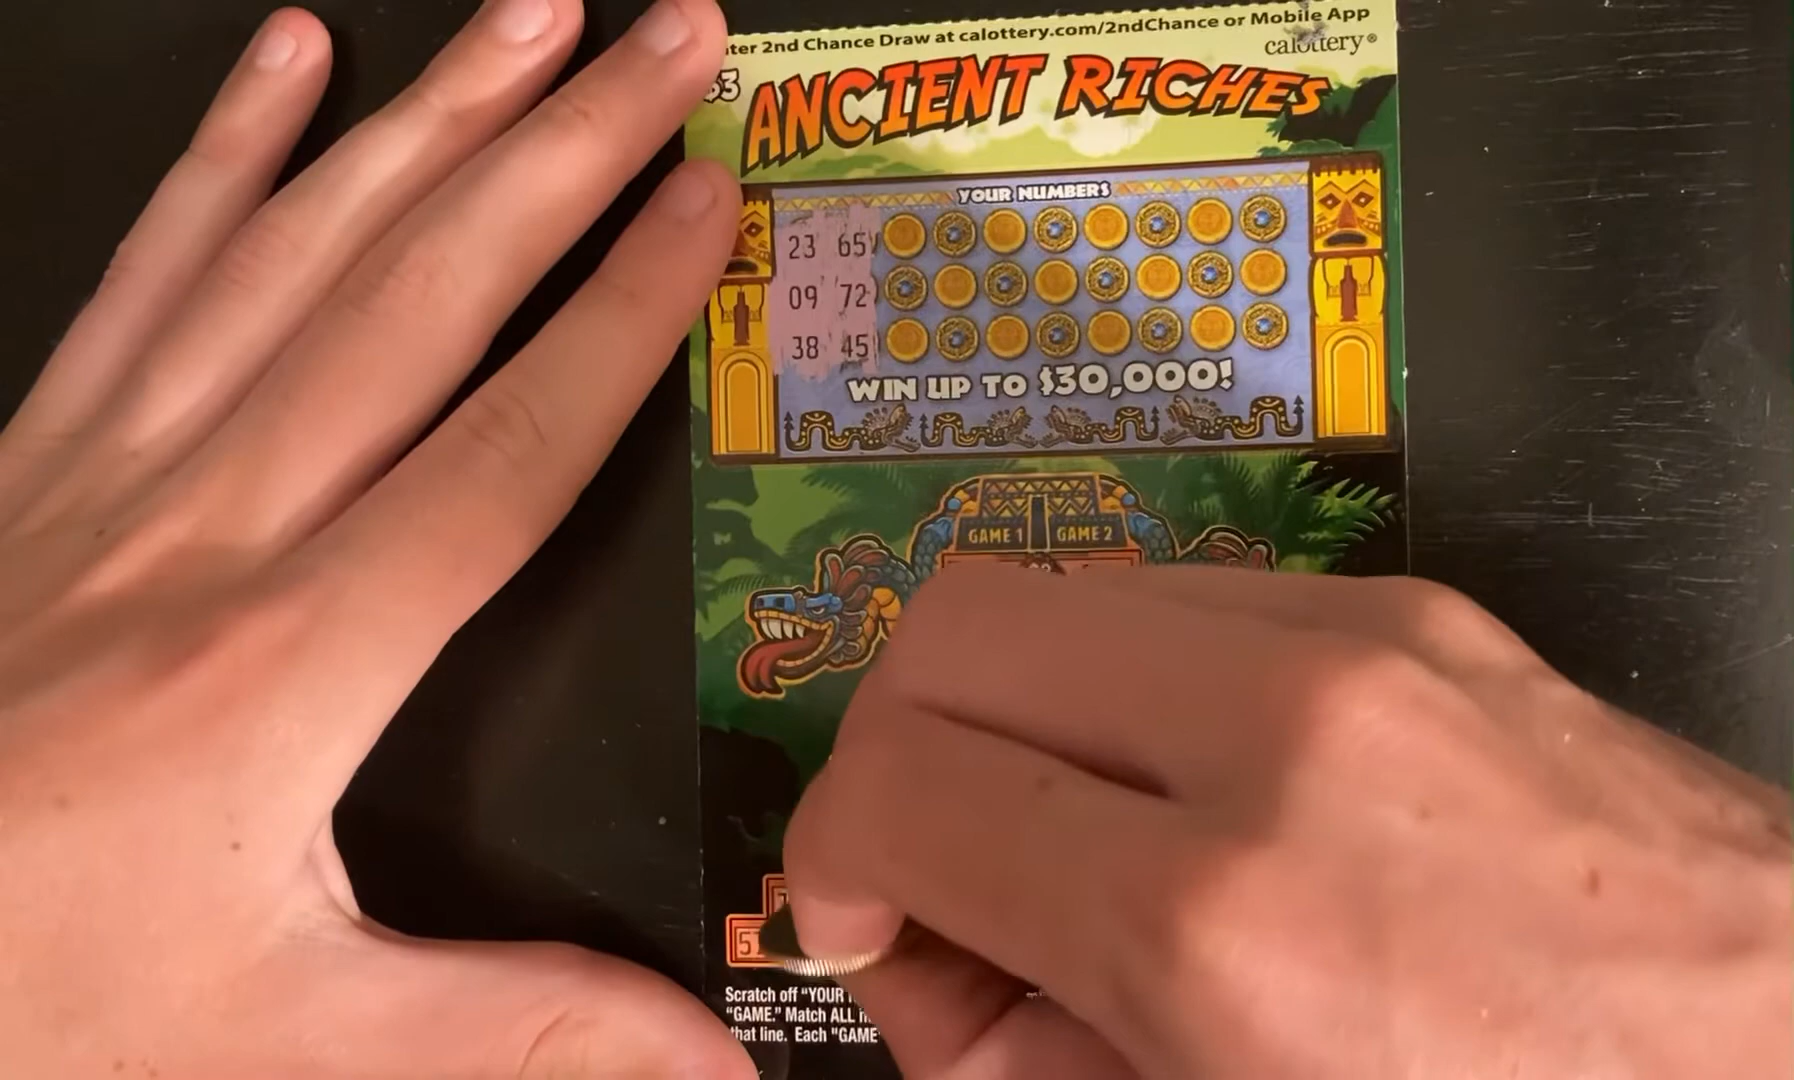 2nd Chance Draw at calottery.com/2ndChance or Mobile App
calottery®
$3
ANCIENT RICHES
YOUR NUMBERS
23 65
09 72
38 45
WIN UP TO $30,000!
GAME 1 GAME 2
Scratch off "YOUR
"GAME." Match ALL
that line. Each "GAME